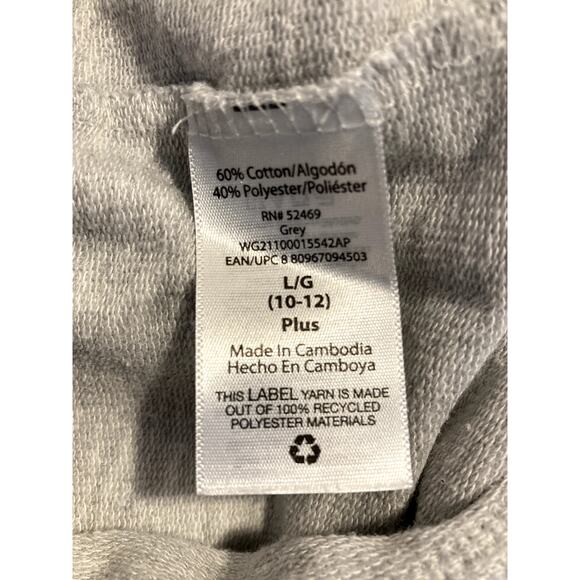 60% Cotton/Algodón
40% Polyester/Poliéster
RN# 52469
Grey
WG21100015542AP
EAN/UPC 8 80967094503
L/G
(10-12)
Plus
Made In Cambodia
Hecho En Camboya
THIS LABEL YARN IS MADE
OUT OF 100% RECYCLED
POLYESTER MATERIALS